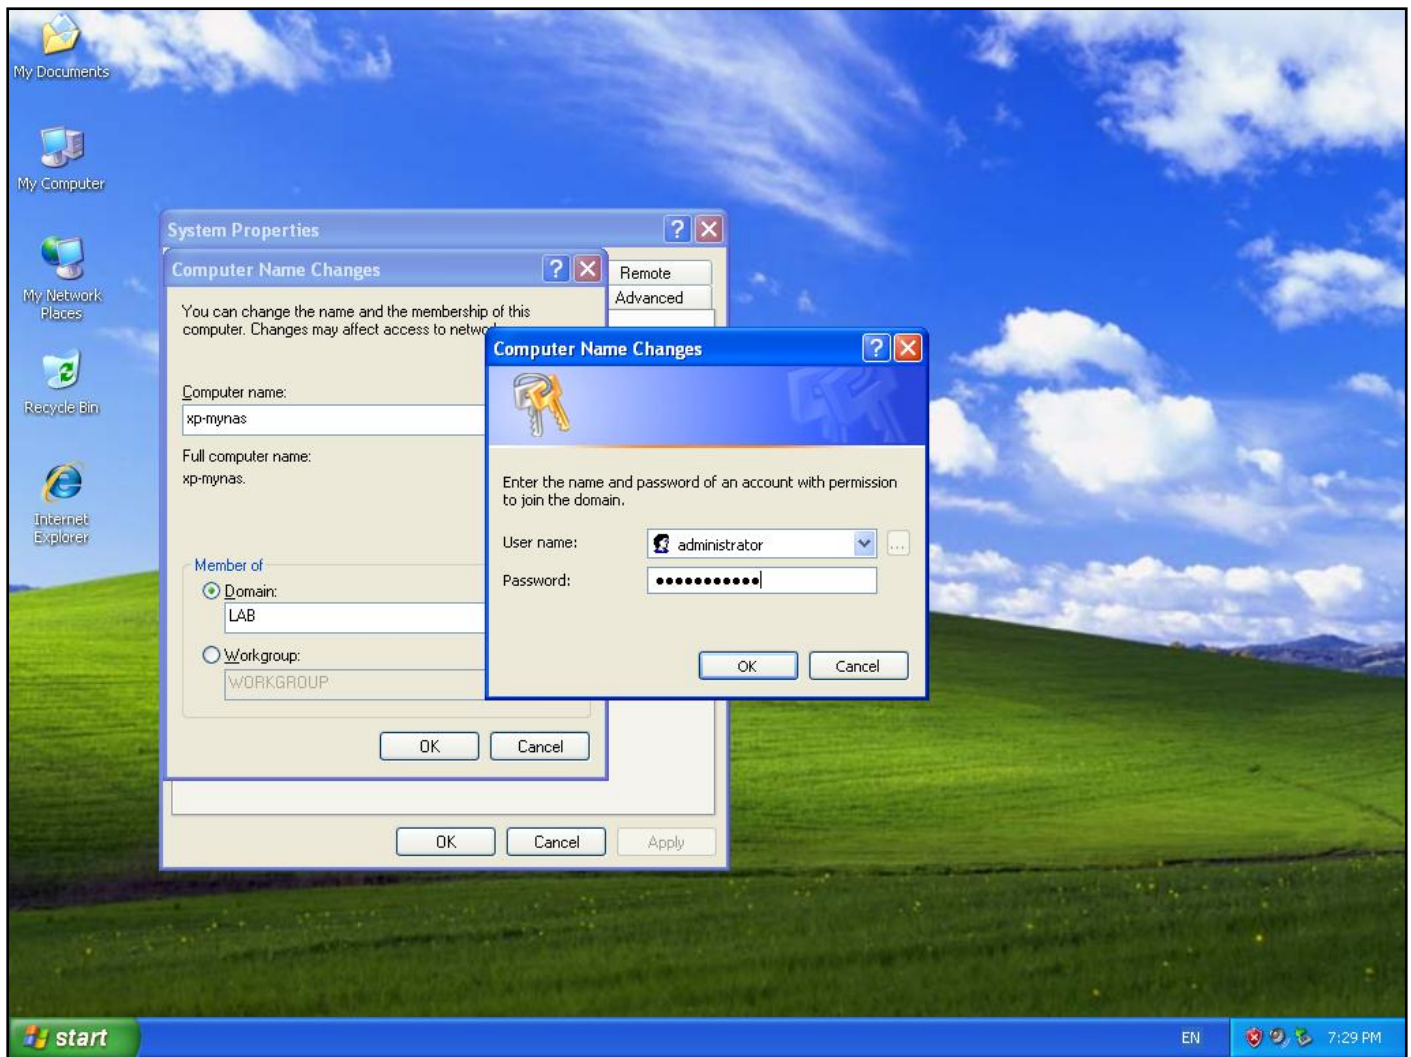 My Documents
My Computer
My Network
Places
Recycle Bin
Internet
Explorer
System Properties
Remote
Advanced
Computer Name Changes
You can change the name and the membership of this
computer. Changes may affect access to
Computer name:
xp-mynas
Full computer name:
xp-mynas.
Member of
Domain:
LAB
Workgroup:
WORKGROUP
OK Cancel
OK Cancel Apply
Computer Name Changes
Enter the name and password of an account with permission
to join the domain.
User name: administrator
Password: ●●●●●●●●●●●
OK Cancel
start
EN 7:29 PM